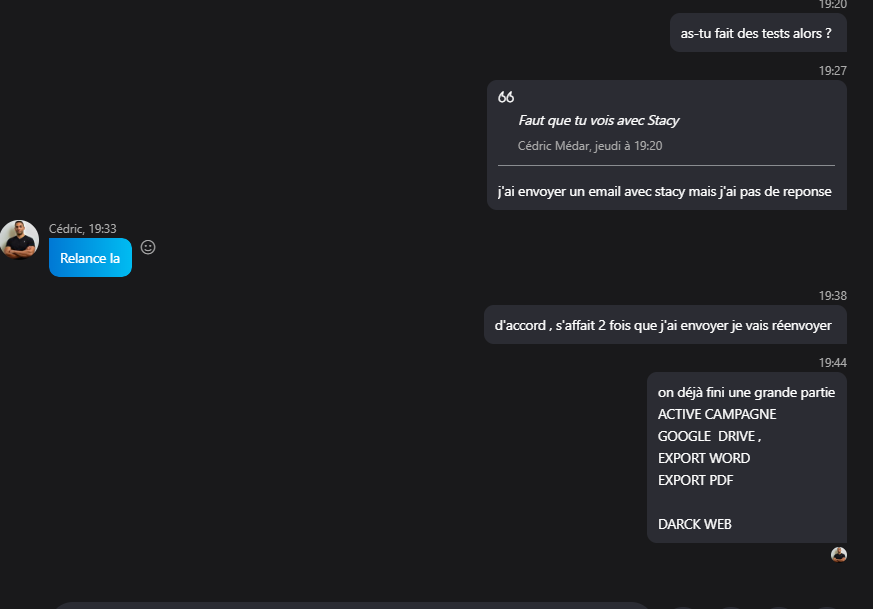 19:20
as-tu fait des tests alors ?
19:27
Faut que tu vois avec Stacy
Cédric Médar, jeudi à 19:20
j'ai envoyer un email avec stacy mais j'ai pas de reponse
Cédric, 19:33
Relance la
19:38
d'accord , s'affait 2 fois que j'ai envoyer je vais réenvoyer
19:44
on déjà fini une grande partie
ACTIVE CAMPAGNE
GOOGLE  DRIVE ,
EXPORT WORD
EXPORT PDF
DARCK WEB